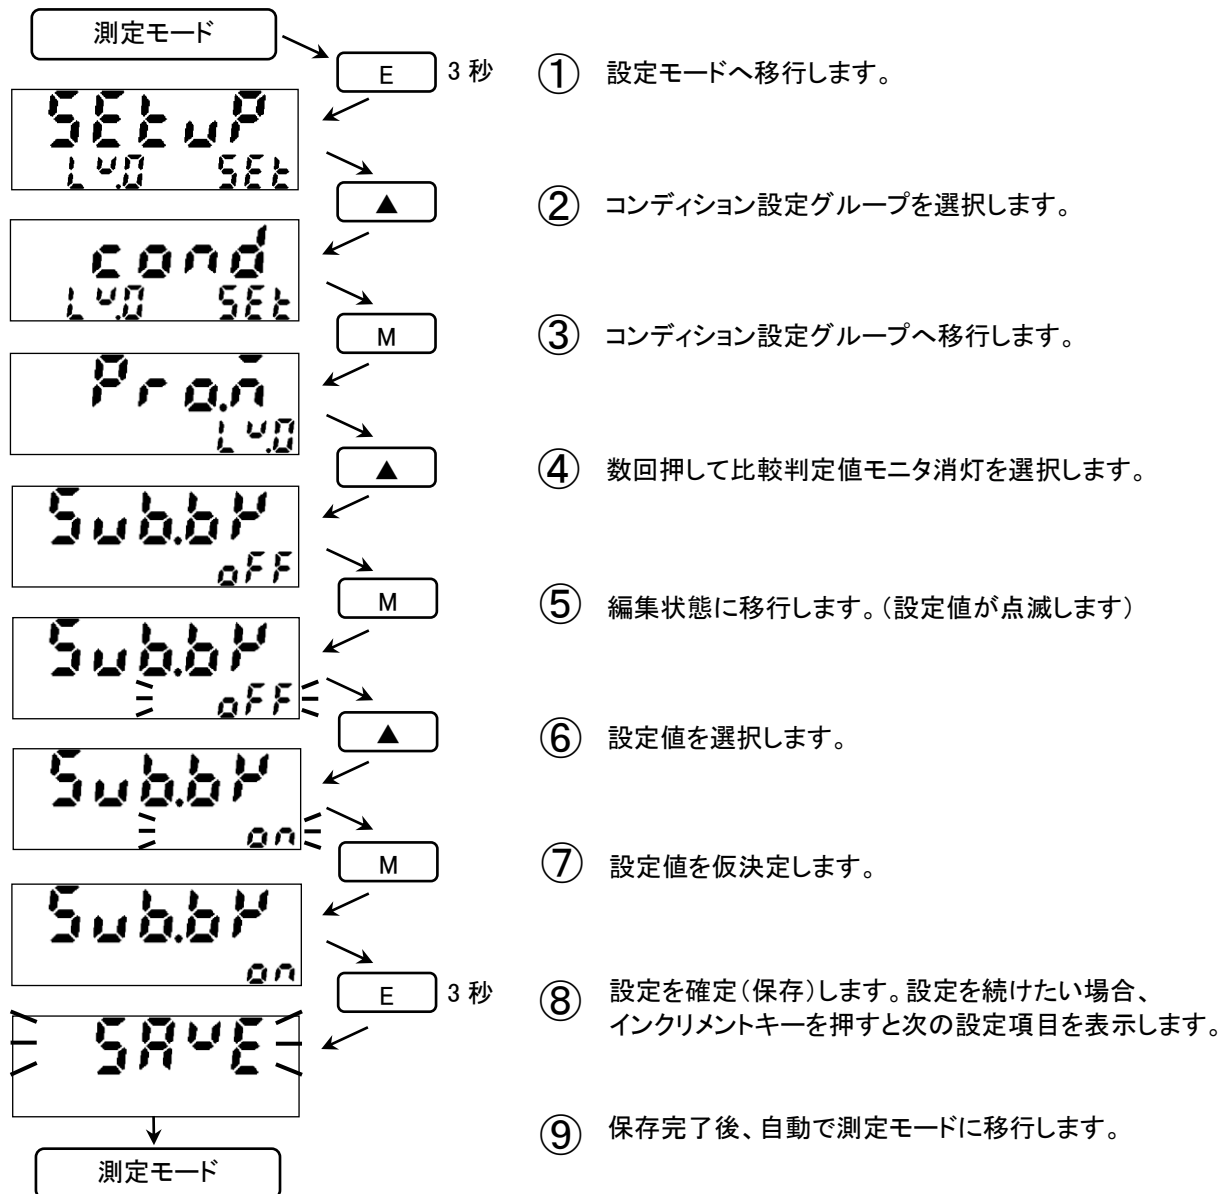 測定モード
E
3 秒
① 設定モードへ移行します。
SEtuP
Lv.0 SEt
▲
② コンディション設定グループを選択します。
cond
Lv.0 SEt
M
③ コンディション設定グループへ移行します。
Pro.n
Lv.0
▲
④ 数回押して比較判定値モニタ消灯を選択します。
Sub.bK
oFF
M
⑤ 編集状態に移行します。（設定値が点滅します）
Sub.bK
oFF
▲
⑥ 設定値を選択します。
Sub.bK
on
M
⑦ 設定値を仮決定します。
Sub.bK
on
E
3 秒
⑧ 設定を確定（保存）します。設定を続けたい場合、
インクリメントキーを押すと次の設定項目を表示します。
SAvE
⑨ 保存完了後、自動で測定モードに移行します。
測定モード